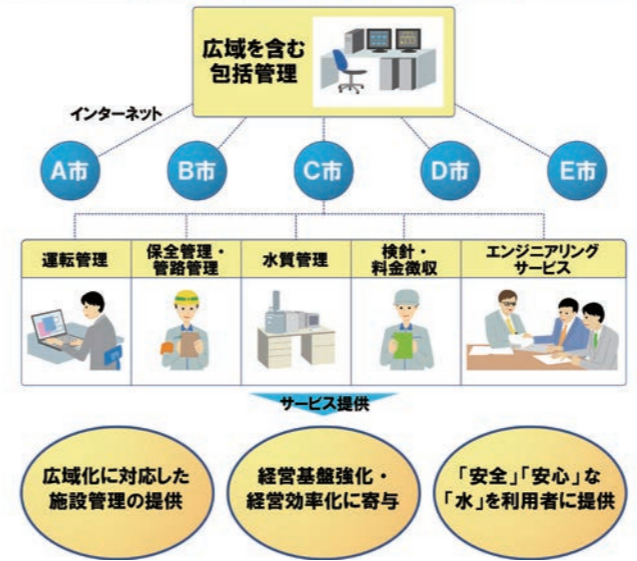 広域を含む
包括管理
インターネット
A市
B市
C市
D市
E市
運転管理
保全管理・
管路管理
水質管理
検針・
料金徴収
エンジニアリング
サービス
サービス提供
広域化に対応した
施設管理の提供
経営基盤強化・
経営効率化に寄与
「安全」「安心」な
「水」を利用者に提供